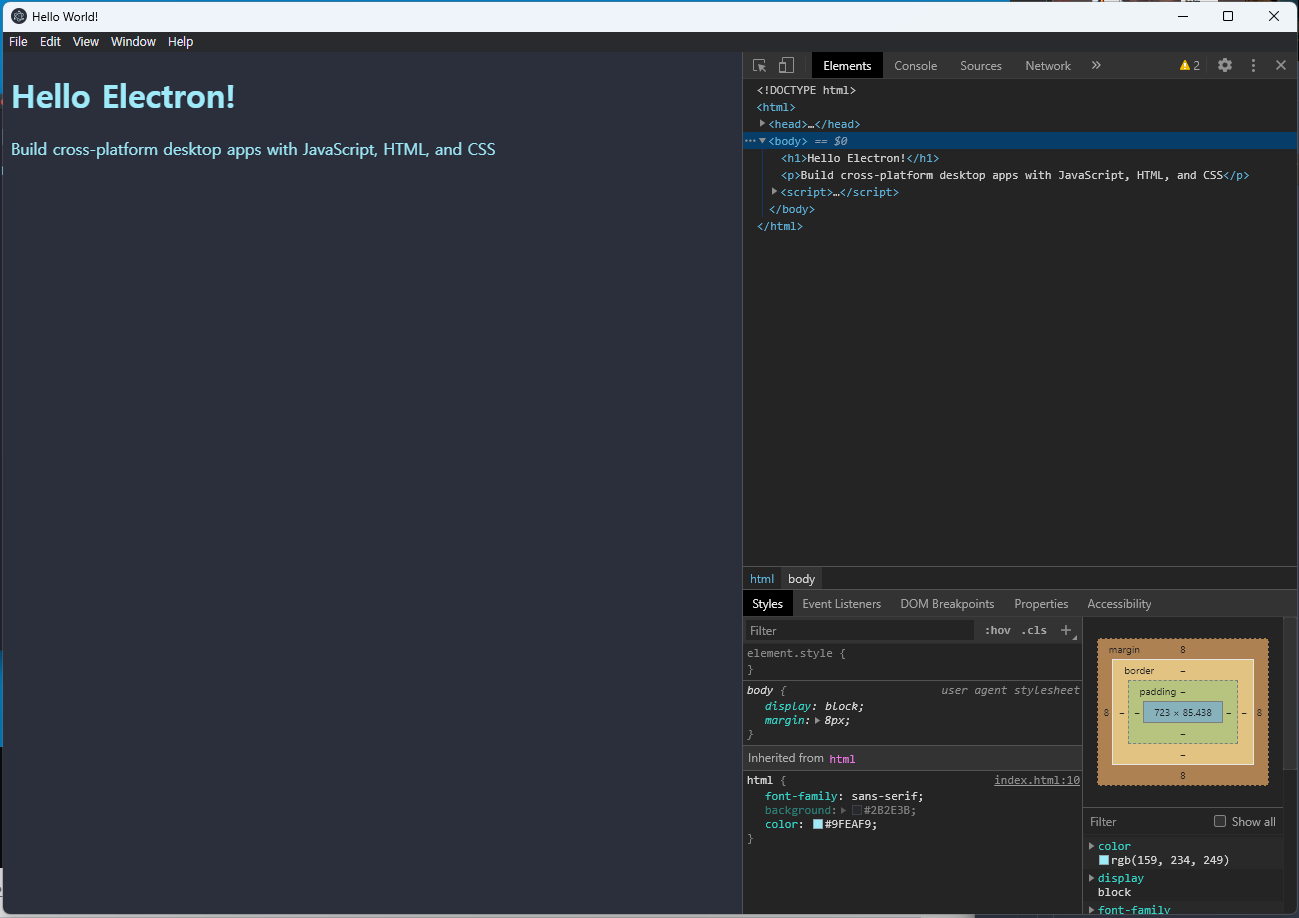 Hello World!
File Edit View Window Help
Hello Electron!
Build cross-platform desktop apps with JavaScript, HTML, and CSS
Elements Console Sources Network » 2
<!DOCTYPE html>
<html>
<head>…</head>
<body> == $0
<h1>Hello Electron!</h1>
<p>Build cross-platform desktop apps with JavaScript, HTML, and CSS</p>
<script>…</script>
</body>
</html>
html body
Styles Event Listeners DOM Breakpoints Properties Accessibility
Filter :hov .cls +
element.style {
}
body { user agent stylesheet
display: block;
margin: 8px;
}
Inherited from html
html { index.html:10
font-family: sans-serif;
background: #2B2E3B;
color: #9FEAF9;
}
margin 8
border –
padding –
8 – – 723 × 85.438 – – 8
–
–
8
Filter Show all
color
rgb(159, 234, 249)
display
block
font-family